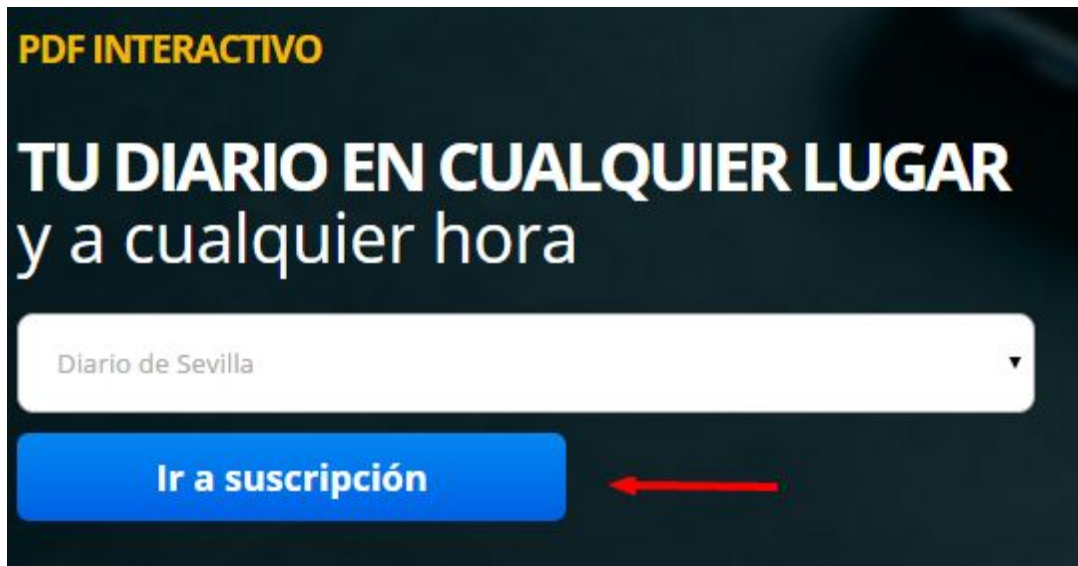 PDF INTERACTIVO
TU DIARIO EN CUALQUIER LUGAR
y a cualquier hora
Diario de Sevilla
Ir a suscripción